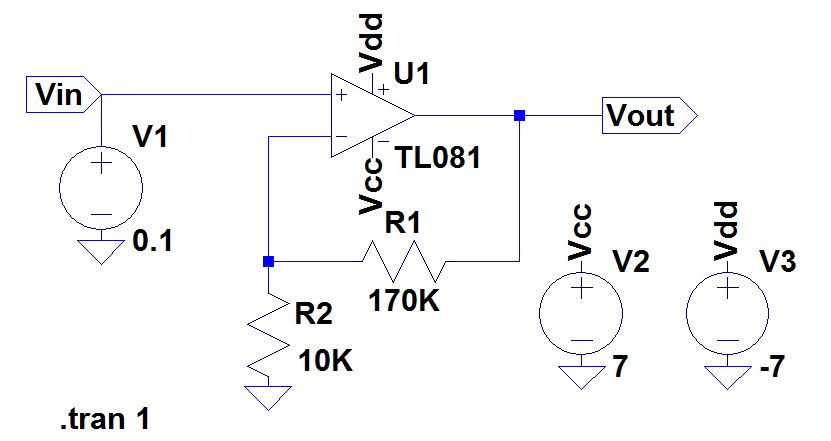 Vdd
U1
Vin
Vout
V1
TL081
Vcc
0.1
R1
170K
R2
10K
Vcc
V2
7
Vdd
V3
-7
.tran 1